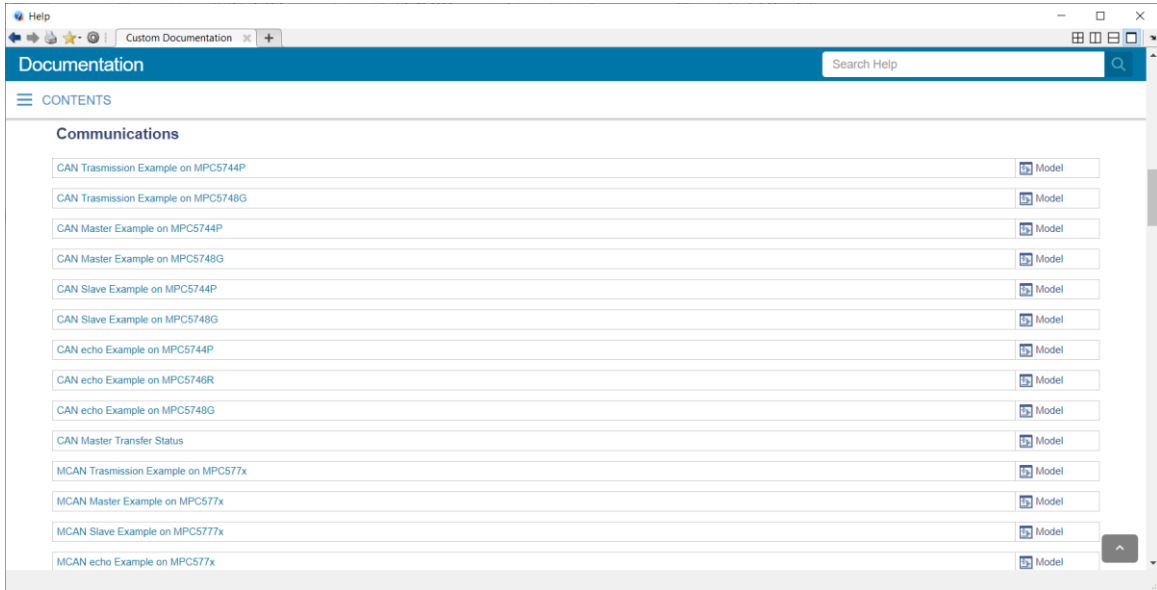 Help
Custom Documentation
Documentation
Search Help
CONTENTS
Communications
CAN Trasmission Example on MPC5744P Model
CAN Trasmission Example on MPC5748G Model
CAN Master Example on MPC5744P Model
CAN Master Example on MPC5748G Model
CAN Slave Example on MPC5744P Model
CAN Slave Example on MPC5748G Model
CAN echo Example on MPC5744P Model
CAN echo Example on MPC5746R Model
CAN echo Example on MPC5748G Model
CAN Master Transfer Status Model
MCAN Trasmission Example on MPC577x Model
MCAN Master Example on MPC577x Model
MCAN Slave Example on MPC5777x Model
MCAN echo Example on MPC577x Model